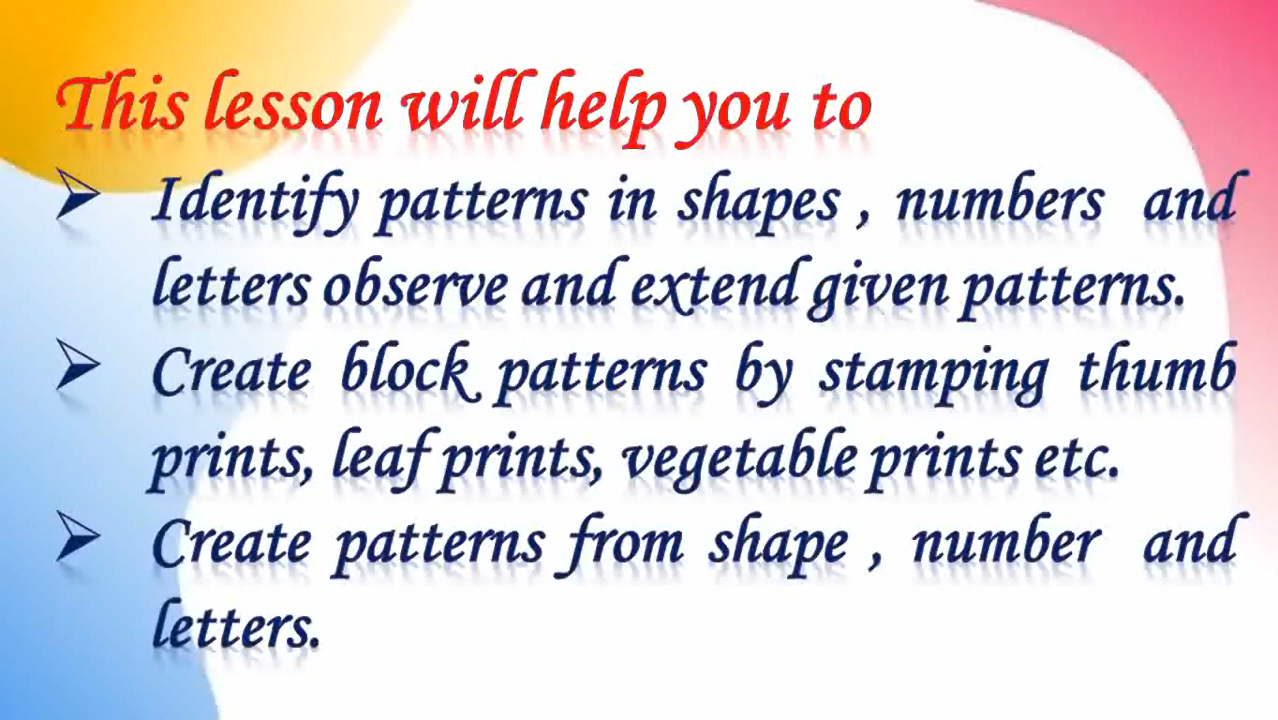 This lesson will help you to
➢ Identify patterns in shapes , numbers and
letters observe and extend given patterns.
➢ Create block patterns by stamping thumb
prints, leaf prints, vegetable prints etc.
➢ Create patterns from shape , number and
letters.